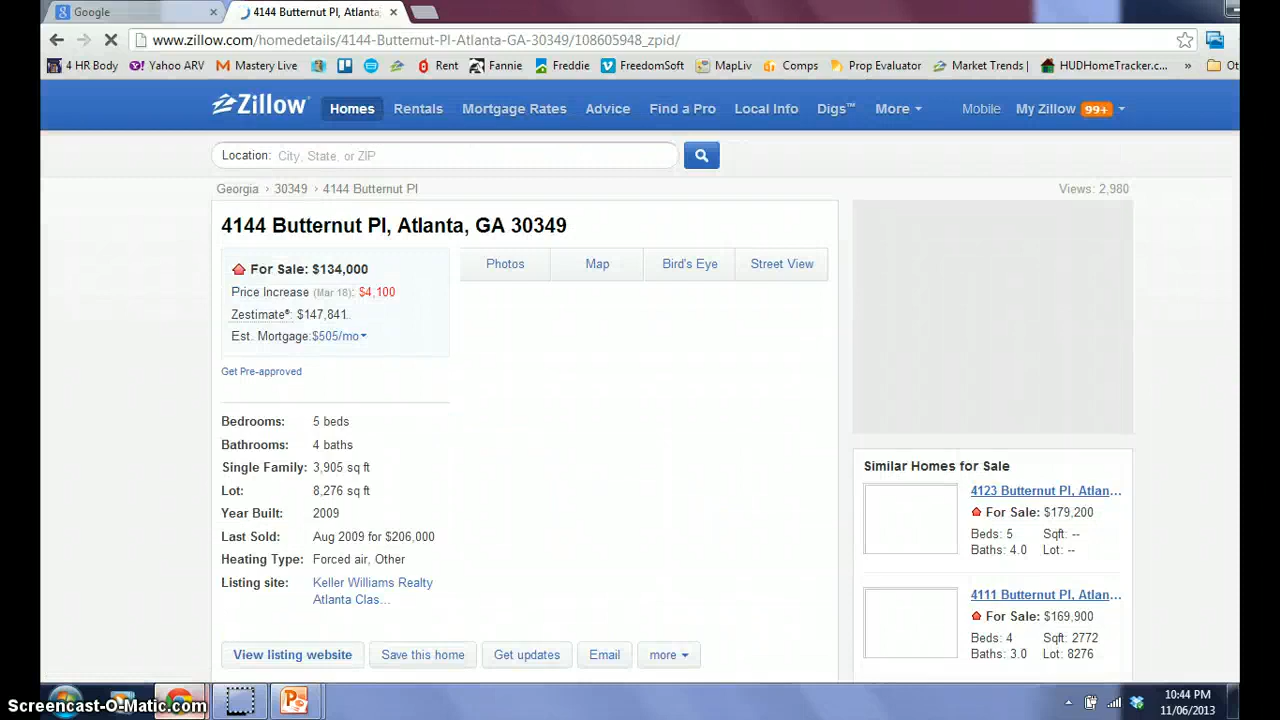 Google
4144 Butternut Pl, Atlanta,
www.zillow.com/homedetails/4144-Butternut-Pl-Atlanta-GA-30349/108605948_zpid/
4 HR Body Yahoo ARV Mastery Live Rent Fannie Freddie FreedomSoft MapLiv Comps Prop Evaluator Market Trends | HUDHomeTracker.c... » Ot
Zillow Homes Rentals Mortgage Rates Advice Find a Pro Local Info Digs™ More Mobile My Zillow 99+
Location: City, State, or ZIP
Georgia › 30349 › 4144 Butternut Pl
Views: 2,980
4144 Butternut Pl, Atlanta, GA 30349
For Sale: $134,000
Price Increase (Mar 18): $4,100
Zestimate®: $147,841
Est. Mortgage:$505/mo
Get Pre-approved
Photos Map Bird's Eye Street View
Bedrooms: 5 beds
Bathrooms: 4 baths
Single Family: 3,905 sq ft
Lot: 8,276 sq ft
Year Built: 2009
Last Sold: Aug 2009 for $206,000
Heating Type: Forced air, Other
Listing site: Keller Williams Realty
Atlanta Clas...
View listing website Save this home Get updates Email more
Similar Homes for Sale
4123 Butternut Pl, Atlan...
For Sale: $179,200
Beds: 5 Sqft: --
Baths: 4.0 Lot: --
4111 Butternut Pl, Atlan...
For Sale: $169,900
Beds: 4 Sqft: 2772
Baths: 3.0 Lot: 8276
Screencast-O-Matic.com
10:44 PM
11/06/2013